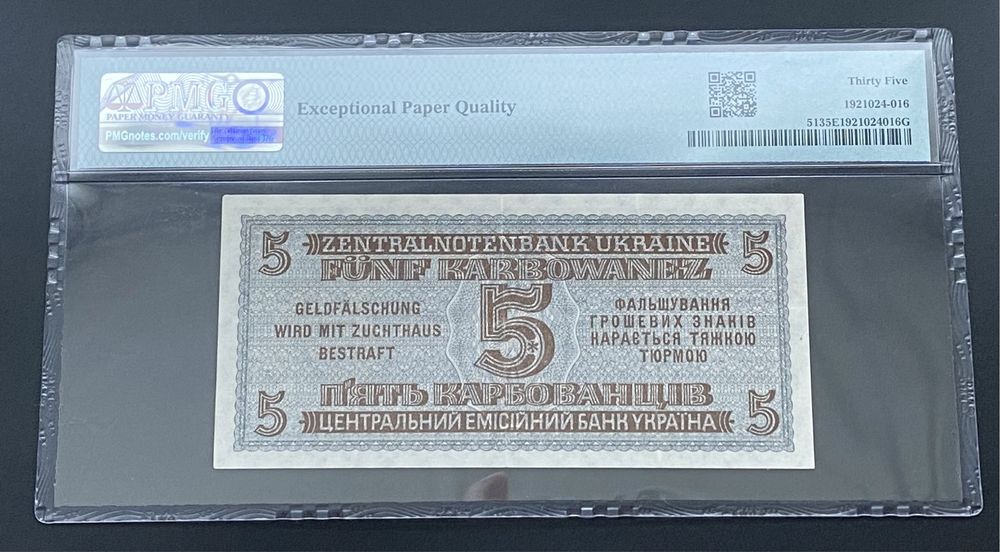 PMG
PAPER MONEY GUARANTY
PMGnotes.com/verify
Exceptional Paper Quality
Thirty Five
1921024-016
5135E1921024016G
5 ZENTRALNOTENBANK UKRAINE 5
FÜNF KARBOWANEZ
GELDFÄLSCHUNG
WIRD MIT ZUCHTHAUS
BESTRAFT
5
ФАЛЬШУВАННЯ
ГРОШЕВИХ ЗНАКІВ
КАРАЄТЬСЯ ТЯЖКОЮ
ТЮРМОЮ
П'ЯТЬ КАРБОВАНЦІВ
5 ЦЕНТРАЛЬНИЙ ЕМІСІЙНИЙ БАНК УКРАЇНА 5